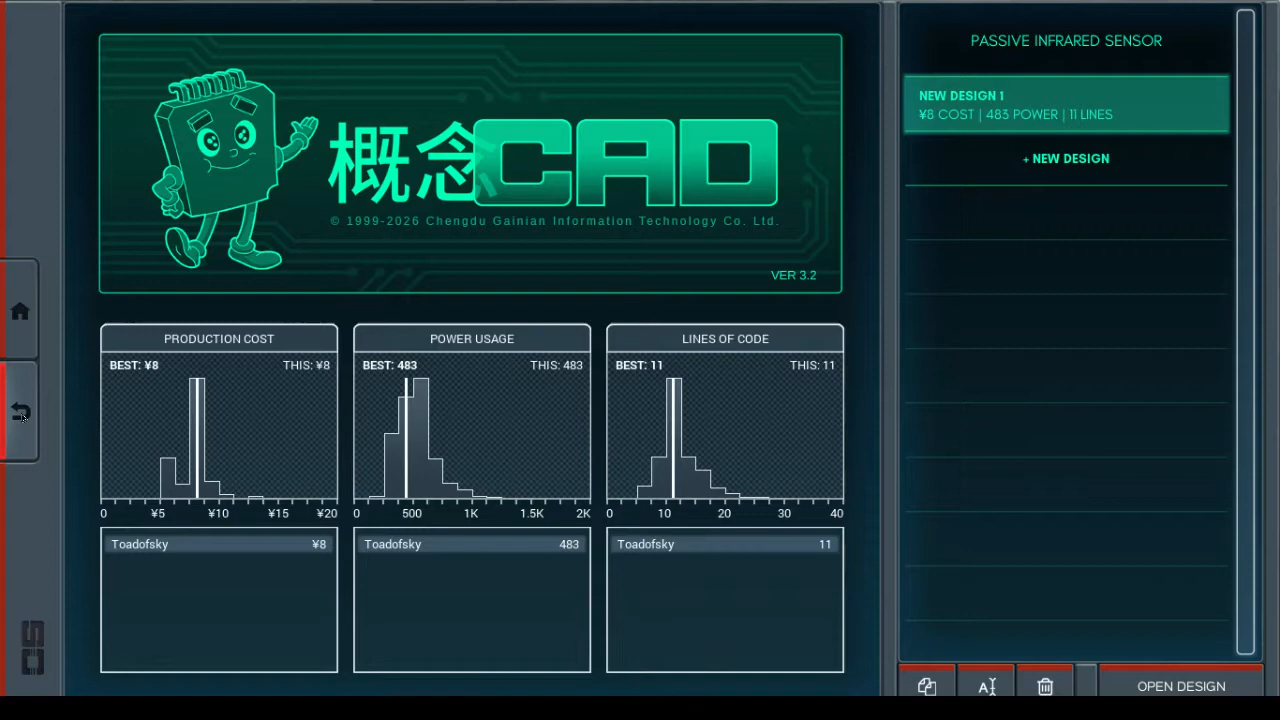 概念CAD
© 1999-2026 Chengdu Gainian Information Technology Co. Ltd.
VER 3.2
PRODUCTION COST
BEST: ¥8 THIS: ¥8
0 ¥5 ¥10 ¥15 ¥20
Toadofsky ¥8
POWER USAGE
BEST: 483 THIS: 483
0 500 1K 1.5K 2K
Toadofsky 483
LINES OF CODE
BEST: 11 THIS: 11
0 10 20 30 40
Toadofsky 11
PASSIVE INFRARED SENSOR
NEW DESIGN 1
¥8 COST | 483 POWER | 11 LINES
+ NEW DESIGN
OPEN DESIGN